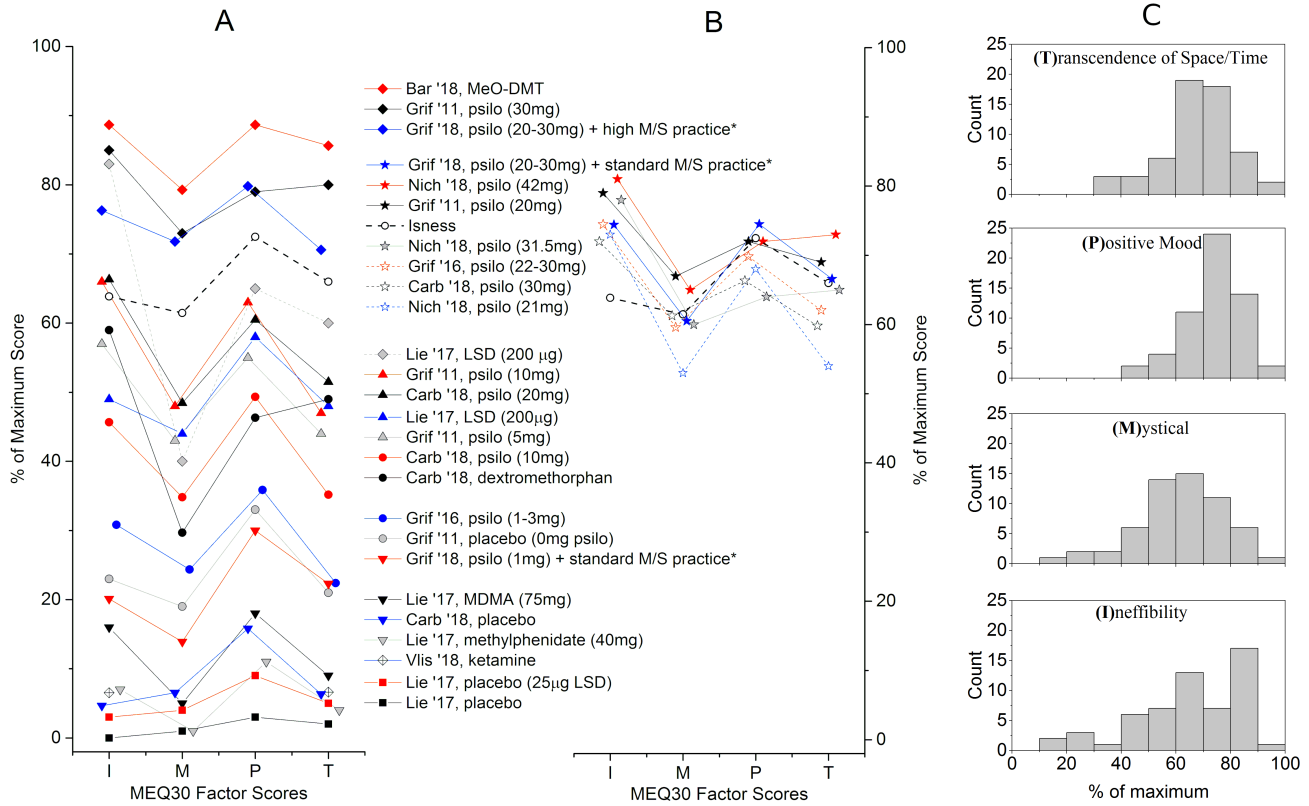 A
B
C
100
80
60
40
20
0
% of Maximum Score
I
M
P
T
MEQ30 Factor Scores
Bar '18, MeO-DMT
Grif '11, psilo (30mg)
Grif '18, psilo (20-30mg) + high M/S practice*
Grif '18, psilo (20-30mg) + standard M/S practice*
Nich '18, psilo (42mg)
Grif '11, psilo (20mg)
Isness
Nich '18, psilo (31.5mg)
Grif '16, psilo (22-30mg)
Carb '18, psilo (30mg)
Nich '18, psilo (21mg)
Lie '17, LSD (200 μg)
Grif '11, psilo (10mg)
Carb '18, psilo (20mg)
Lie '17, LSD (200μg)
Grif '11, psilo (5mg)
Carb '18, psilo (10mg)
Carb '18, dextromethorphan
Grif '16, psilo (1-3mg)
Grif '11, placebo (0mg psilo)
Grif '18, psilo (1mg) + standard M/S practice*
Lie '17, MDMA (75mg)
Carb '18, placebo
Lie '17, methylphenidate (40mg)
Vlis '18, ketamine
Lie '17, placebo (25μg LSD)
Lie '17, placebo
100
80
60
40
20
0
% of Maximum Score
I
M
P
T
MEQ30 Factor Scores
(T)ranscendence of Space/Time
25
20
15
10
5
0
Count
(P)ositive Mood
25
20
15
10
5
0
Count
(M)ystical
25
20
15
10
5
0
Count
(I)neffibility
25
20
15
10
5
0
Count
0
20
40
60
80
100
% of maximum